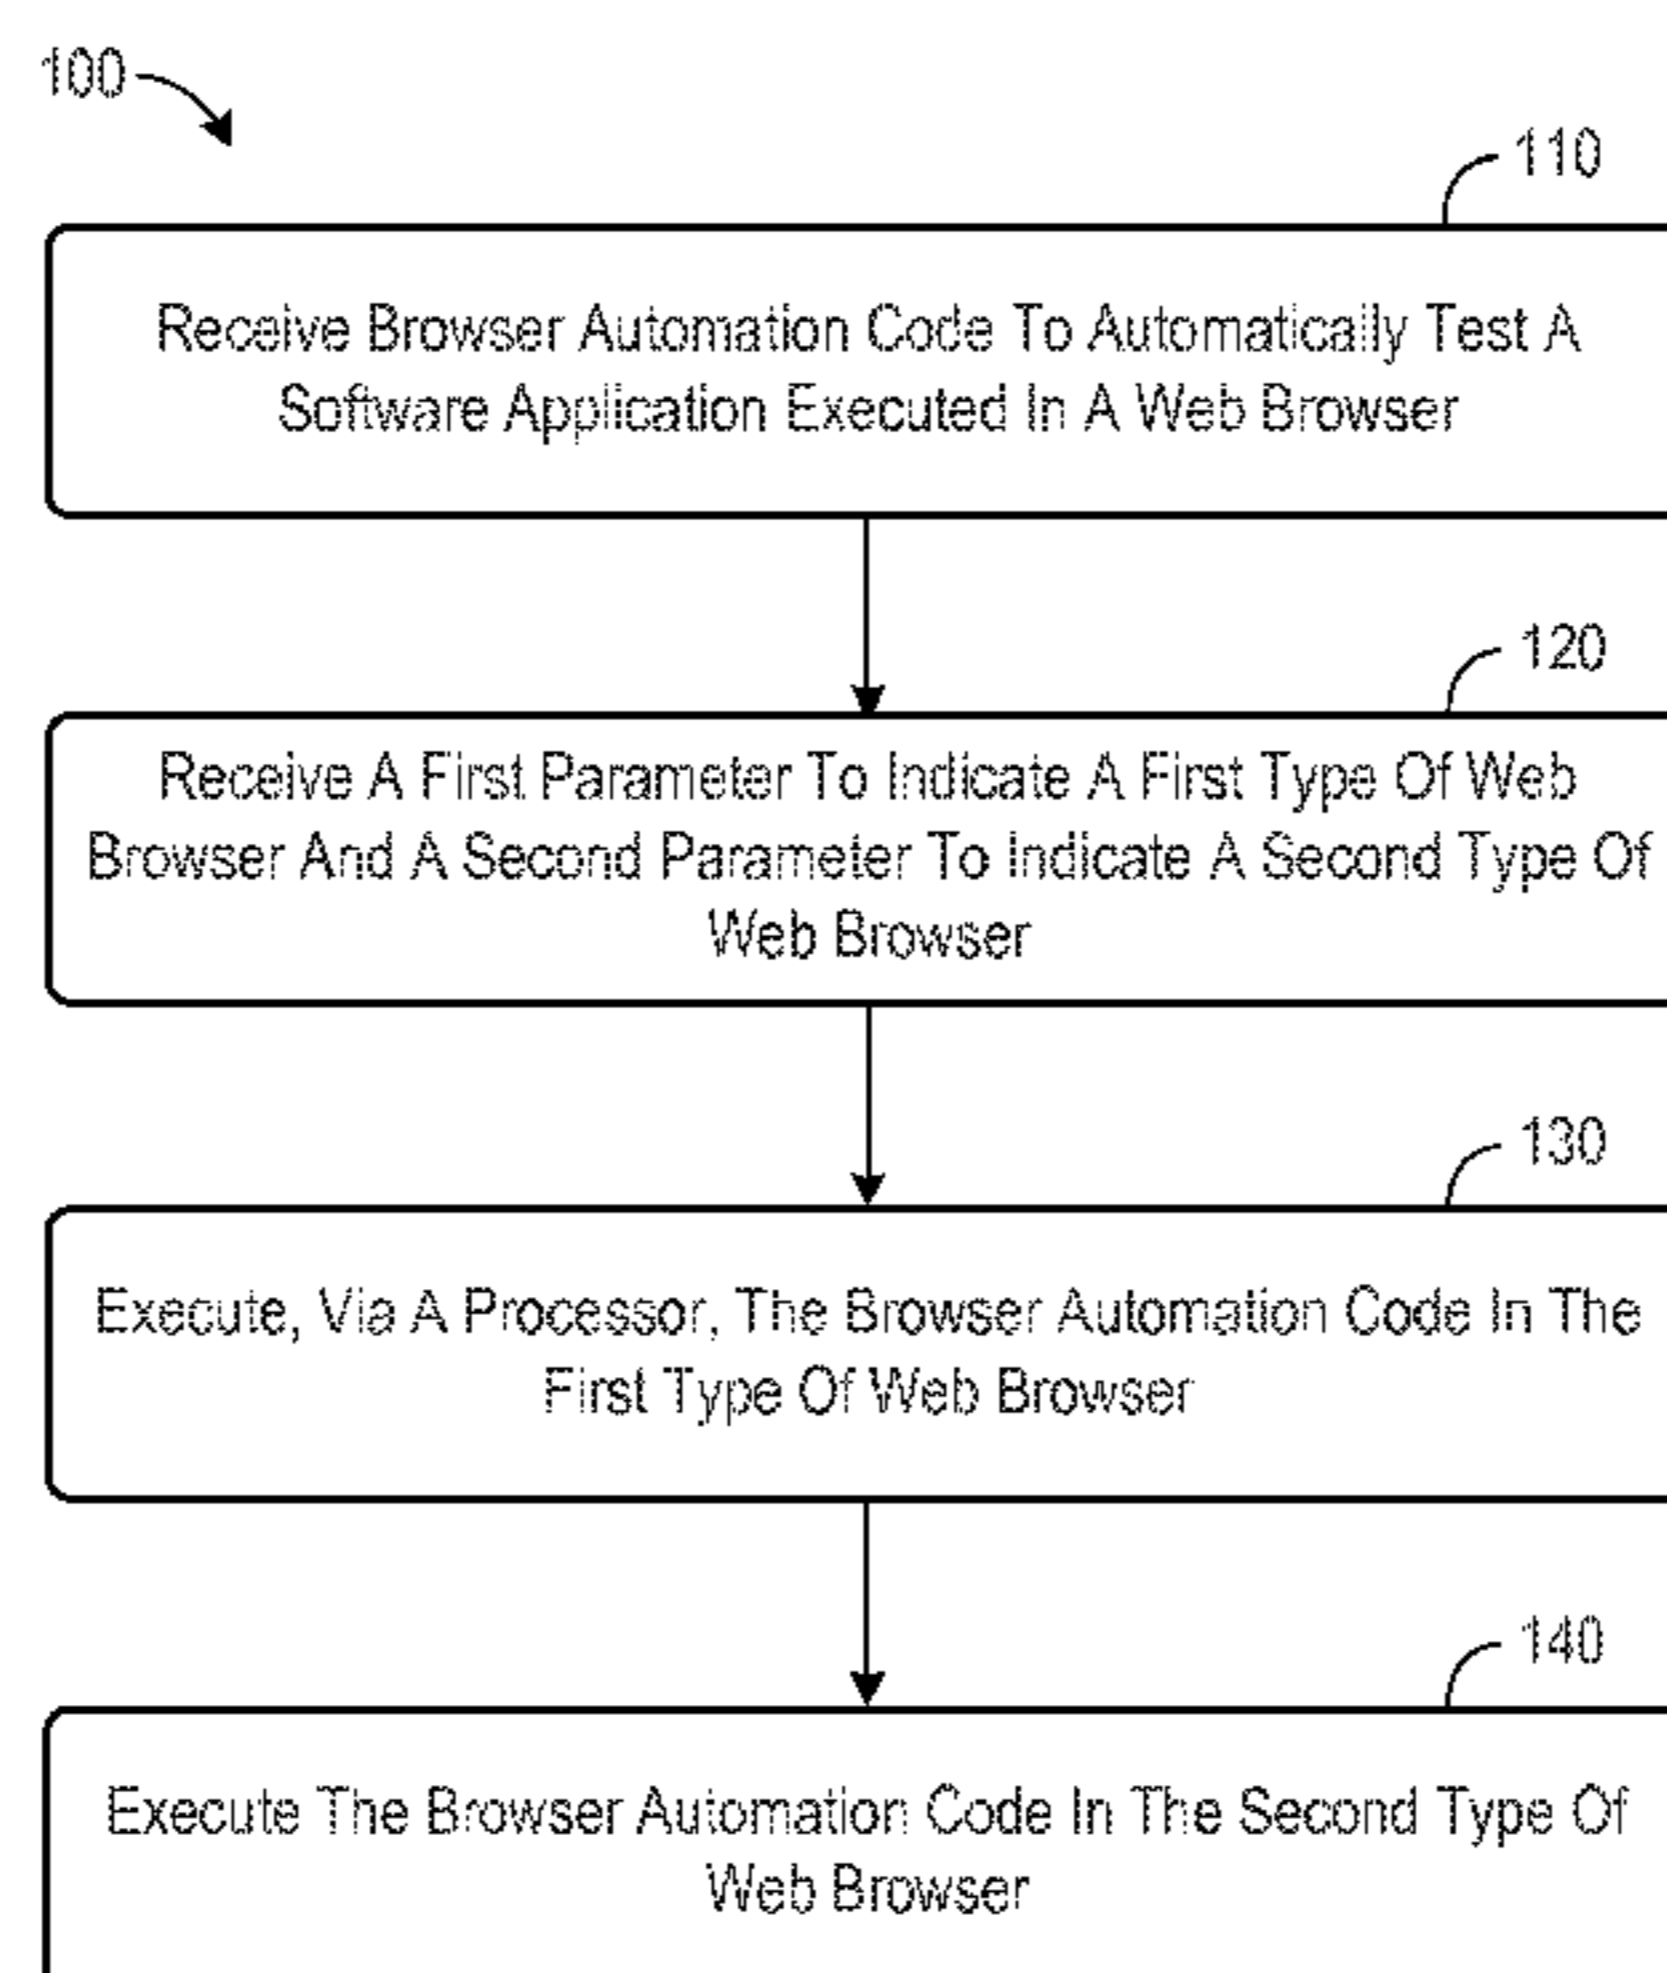 100
110
Receive Browser Automation Code To Automatically Test A
Software Application Executed In A Web Browser
120
Receive A First Parameter To Indicate A First Type Of Web
Browser And A Second Parameter To Indicate A Second Type Of
Web Browser
130
Execute, Via A Processor, The Browser Automation Code In The
First Type Of Web Browser
140
Execute The Browser Automation Code In The Second Type Of
Web Browser